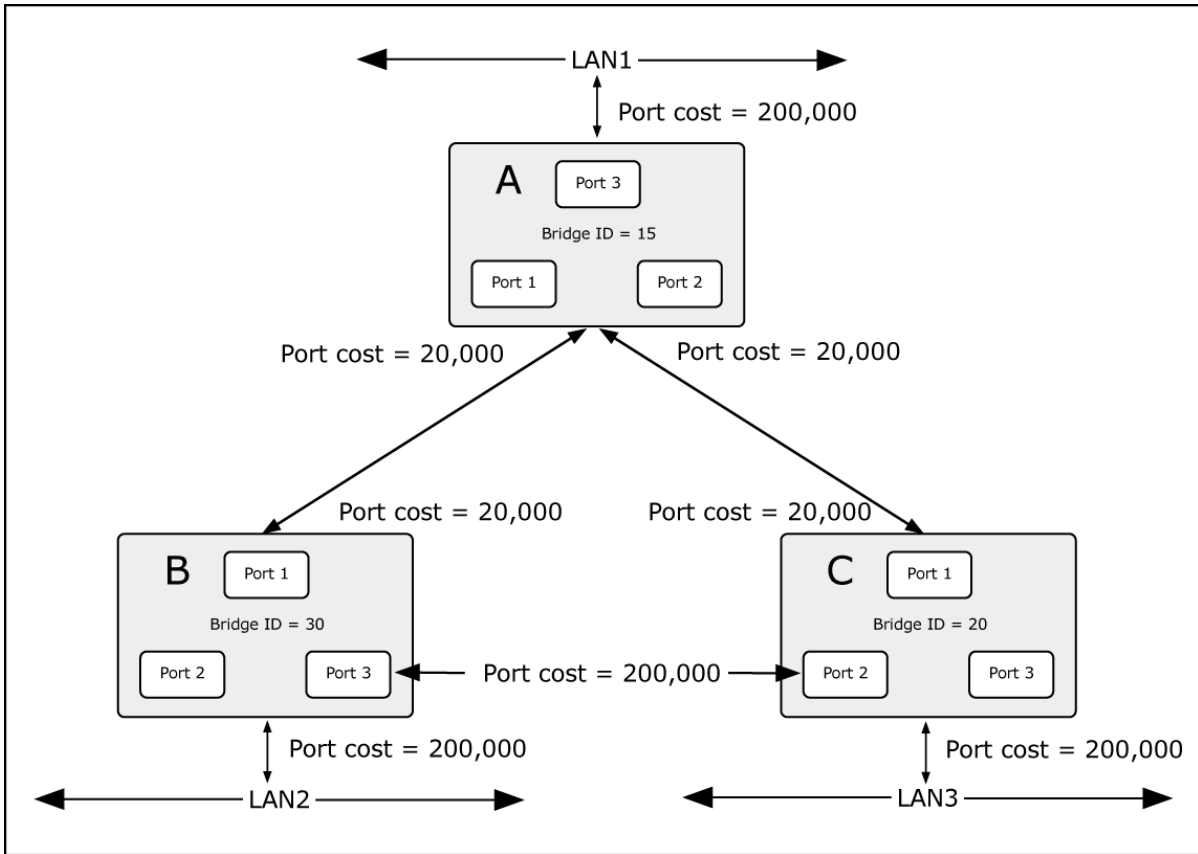 LAN1
Port cost = 200,000
A
Port 3
Bridge ID = 15
Port 1
Port 2
Port cost = 20,000
Port cost = 20,000
Port cost = 20,000
Port cost = 20,000
B
Port 1
Bridge ID = 30
Port 2
Port 3
C
Port 1
Bridge ID = 20
Port 2
Port 3
Port cost = 200,000
Port cost = 200,000
LAN2
Port cost = 200,000
LAN3